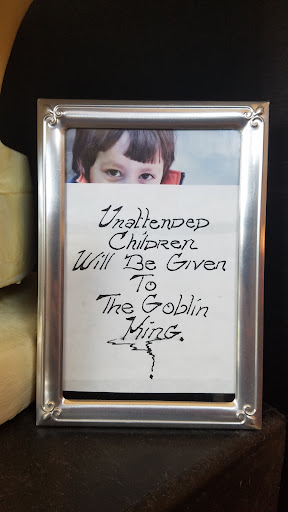 Unattended
Children
Will Be Given
To
The Goblin
King.